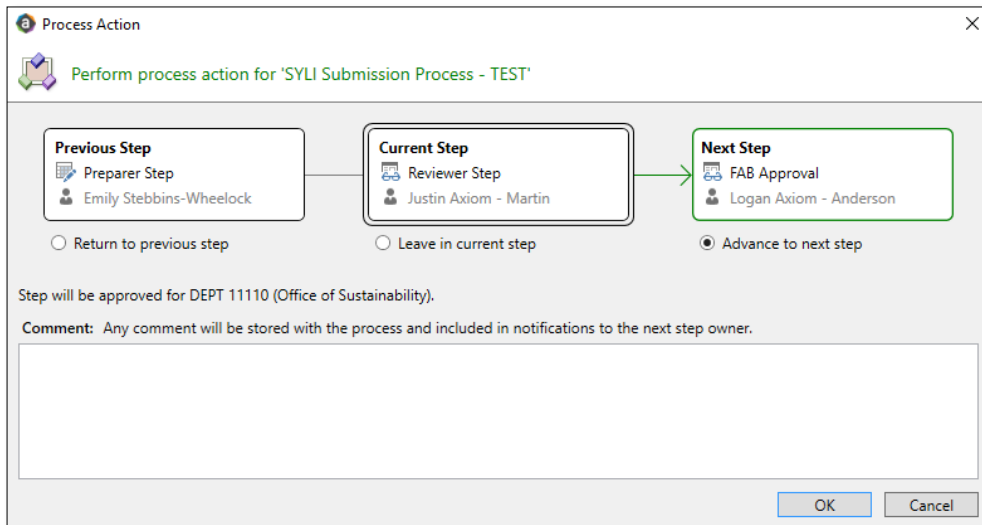 Process Action
Perform process action for 'SYLI Submission Process - TEST'
Previous Step
Preparer Step
Emily Stebbins-Wheelock
Current Step
Reviewer Step
Justin Axiom - Martin
Next Step
FAB Approval
Logan Axiom - Anderson
Return to previous step
Leave in current step
Advance to next step
Step will be approved for DEPT 11110 (Office of Sustainability).
Comment: Any comment will be stored with the process and included in notifications to the next step owner.
OK
Cancel